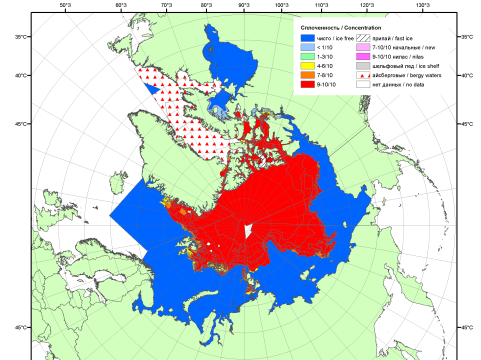 50°З 60°З 70°З 80°З 90°З 100°З 110°З 120°З 130°З
Сплоченность / Concentration
чисто / ice free
< 1/10
1-3/10
4-6/10
7-8/10
9-10/10
припай / fast ice
7-10/10 начальные / new
9-10/10 нилас / nilas
шельфовый лед / ice shelf
айсберговые / bergy waters
нет данных / no data
35°С
40°С
45°С
45°С
35°С
40°С
45°С
45°С